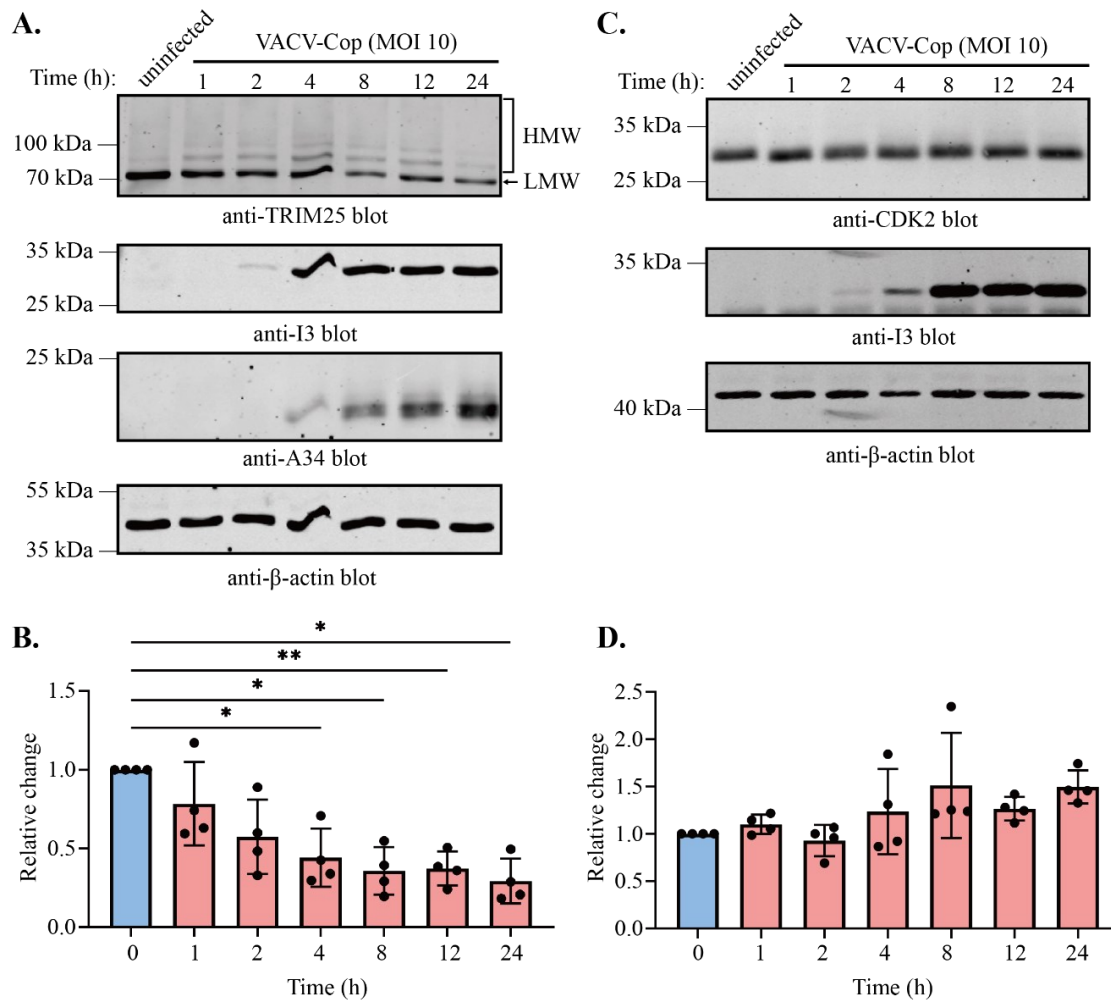 A.
uninfected
VACV-Cop (MOI 10)
Time (h): 1 2 4 8 12 24
100 kDa
70 kDa
HMW
LMW
anti-TRIM25 blot
35 kDa
25 kDa
anti-I3 blot
25 kDa
anti-A34 blot
55 kDa
35 kDa
anti-β-actin blot
C.
uninfected
VACV-Cop (MOI 10)
Time (h): 1 2 4 8 12 24
35 kDa
25 kDa
anti-CDK2 blot
35 kDa
anti-I3 blot
40 kDa
anti-β-actin blot
B.
*
**
*
*
Relative change
1.5
1.0
0.5
0.0
0 1 2 4 8 12 24
Time (h)
D.
Relative change
2.5
2.0
1.5
1.0
0.5
0.0
0 1 2 4 8 12 24
Time (h)